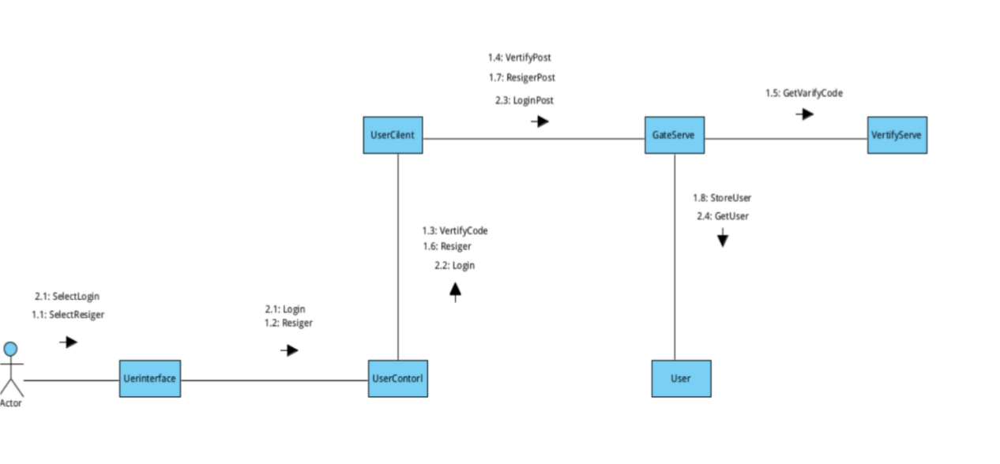 1.4: VertifyPost
1.7: ResigerPost
2.3: LoginPost
1.5: GetVarifyCode
UserCilent
GateServe
VertifyServe
1.8: StoreUser
2.4: GetUser
1.3: VertifyCode
1.6: Resiger
2.2: Login
2.1: SelectLogin
1.1: SelectResiger
2.1: Login
1.2: Resiger
Actor
Uerinterface
UserContorl
User